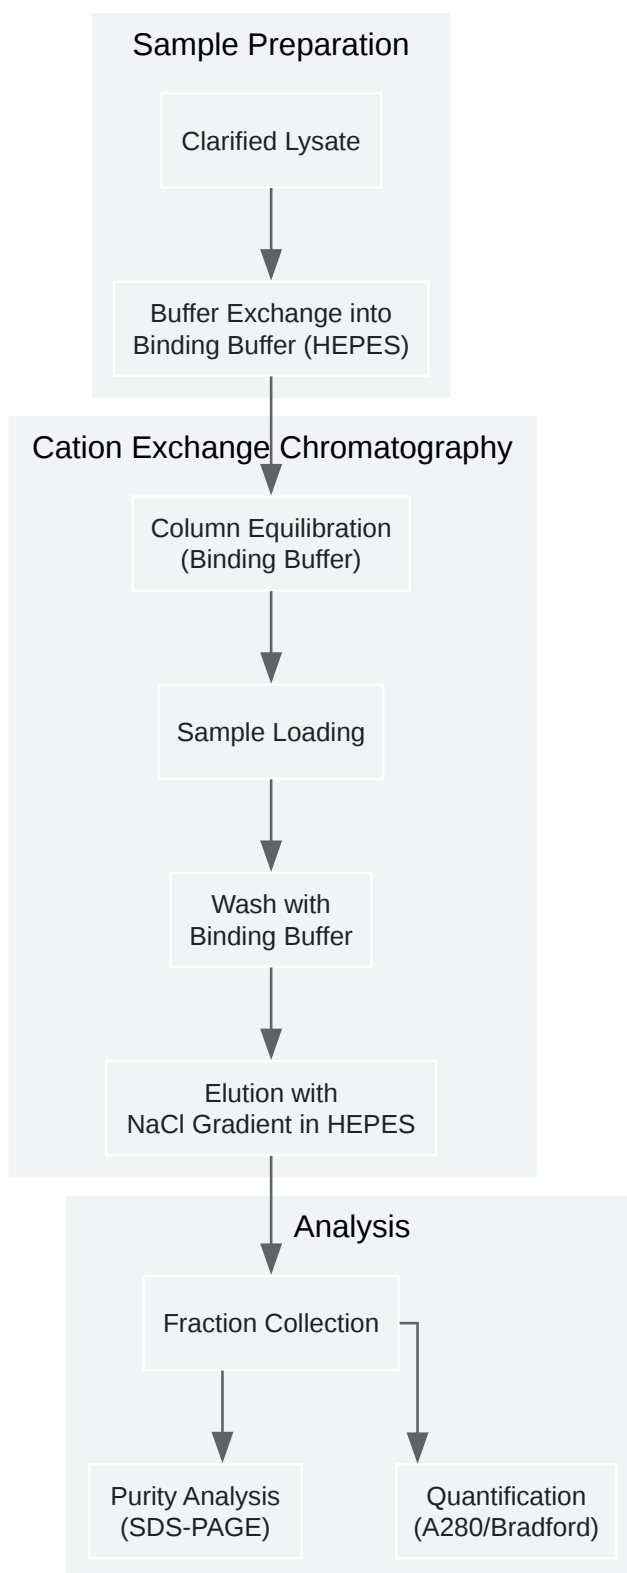 Sample Preparation
Clarified Lysate
Buffer Exchange into
Binding Buffer (HEPES)
Cation Exchange Chromatography
Column Equilibration
(Binding Buffer)
Sample Loading
Wash with
Binding Buffer
Elution with
NaCl Gradient in HEPES
Analysis
Fraction Collection
Purity Analysis
(SDS-PAGE)
Quantification
(A280/Bradford)